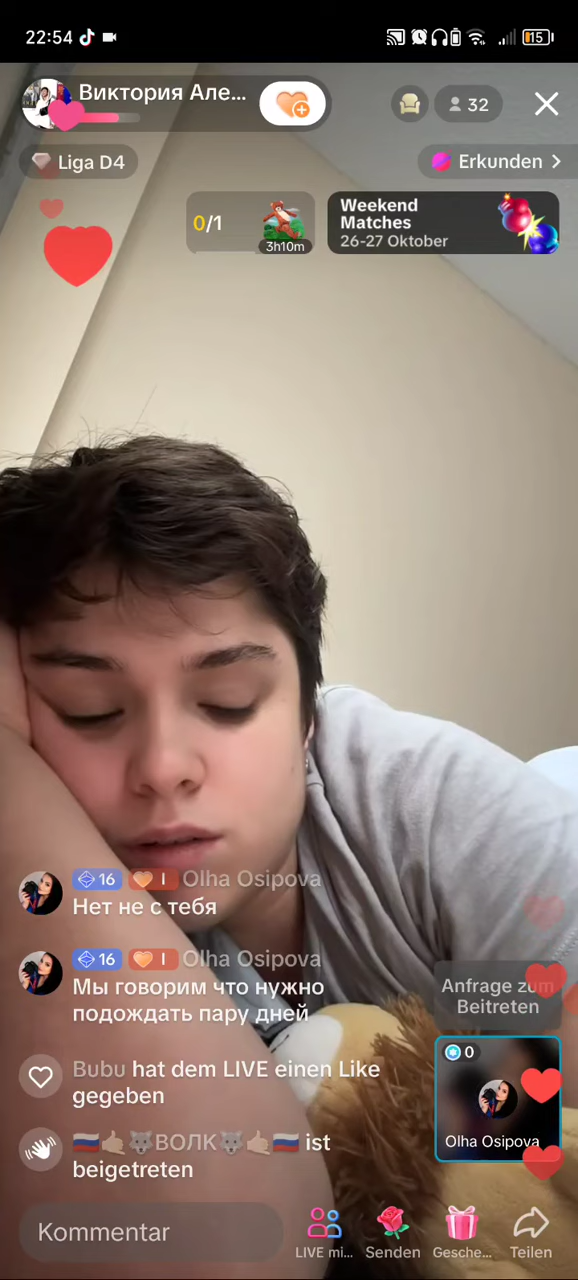 22:54
15
Виктория Але...
32
Liga D4
Erkunden
0/1
3h10m
Weekend
Matches
26-27 Oktober
16 I Olha Osipova
Нет не с тебя
16 I Olha Osipova
Мы говорим что нужно
подождать пару дней
Anfrage zum
Beitreten
0
Olha Osipova
Bubu hat dem LIVE einen Like
gegeben
🇷🇺🤙🐺ВОЛК🐺🤙🇷🇺 ist
beigetreten
Kommentar
LIVE mi...
Senden
Gesche...
Teilen